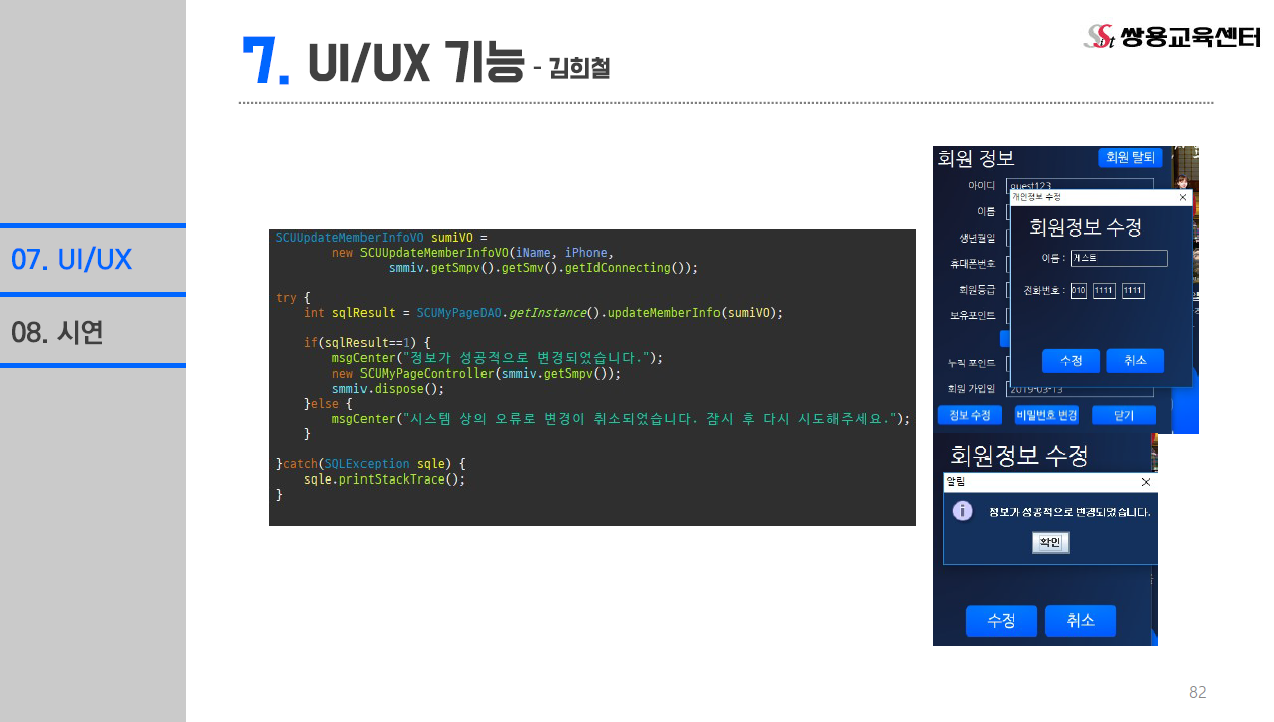 7. UI/UX 기능 - 김희철
Sist 쌍용교육센터
07. UI/UX
08. 시연
SCUUpdateMemberInfoVO sumiVO =
new SCUUpdateMemberInfoVO(iName, iPhone,
smmiv.getSmpv().getSmv().getIdConnecting());
try {
int sqlResult = SCUMyPageDAO.getInstance().updateMemberInfo(sumiVO);
if(sqlResult==1) {
msgCenter("정보가 성공적으로 변경되었습니다.");
new SCUMyPageController(smmiv.getSmpv());
smmiv.dispose();
}else {
msgCenter("시스템 상의 오류로 변경이 취소되었습니다. 잠시 후 다시 시도해주세요.");
}
}catch(SQLException sqle) {
sqle.printStackTrace();
}
회원 정보
회원 탈퇴
아이디 guest123
이름
생년월일
휴대폰번호
회원등급
보유포인트
누적 포인트
회원 가입일 2019-03-13
정보 수정 비밀번호 변경 닫기
개인정보 수정
회원정보 수정
이름 : 게스트
전화번호 : 010 1111 1111
수정 취소
회원정보 수정
알림
정보가 성공적으로 변경되었습니다.
확인
수정 취소
82